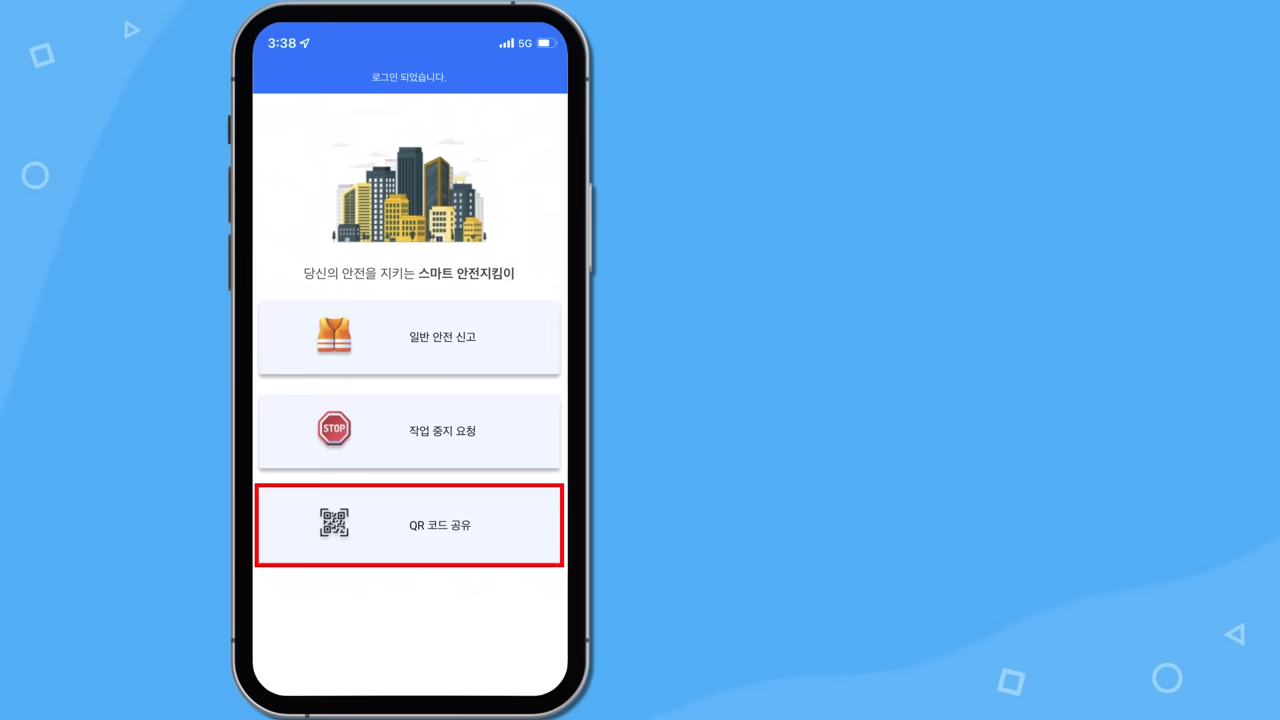 3:38
5G
로그인 되었습니다.
당신의 안전을 지키는 스마트 안전지킴이
일반 안전 신고
STOP
작업 중지 요청
QR 코드 공유